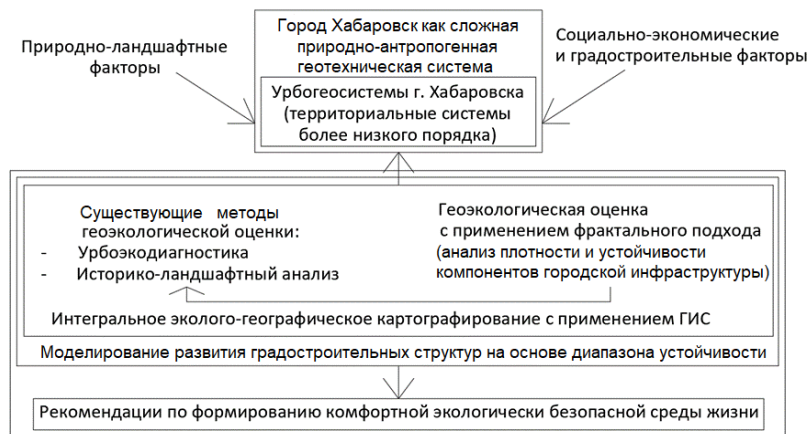 Город Хабаровск как сложная
природно-антропогенная
геотехническая система
Природно-ландшафтные
факторы
Социально-экономические
и градостроительные факторы
Урбогеосистемы г. Хабаровска
(территориальные системы
более низкого порядка)
Существующие методы
геоэкологической оценки:
- Урбоэкодиагностика
- Историко-ландшафтный анализ
Геоэкологическая оценка
с применением фрактального подхода
(анализ плотности и устойчивости
компонентов городской инфраструктуры)
Интегральное эколого-географическое картографирование с применением ГИС
Моделирование развития градостроительных структур на основе диапазона устойчивости
Рекомендации по формированию комфортной экологически безопасной среды жизни